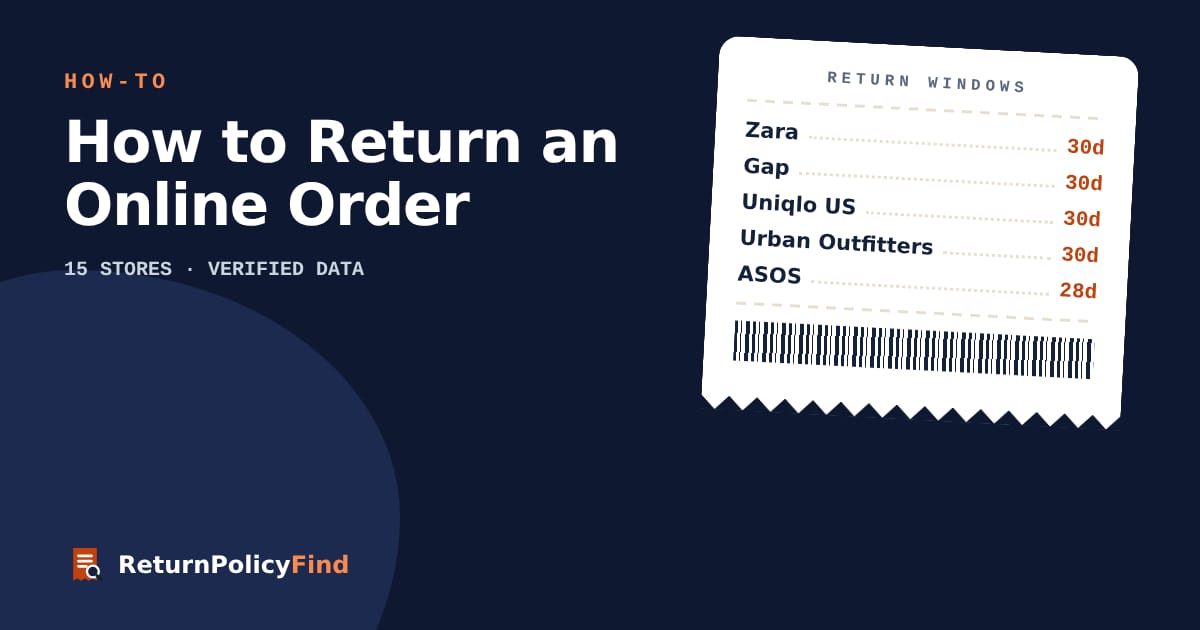 HOW-TO
How to Return an
Online Order
15 STORES · VERIFIED DATA
RETURN WINDOWS
Zara 30d
Gap 30d
Uniqlo US 30d
Urban Outfitters 30d
ASOS 28d
ReturnPolicyFind